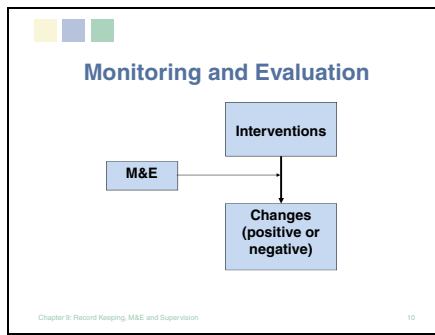 Monitoring and Evaluation
Interventions
M&E
Changes
(positive or
negative)
Chapter 9: Record Keeping, M&E and Supervision
10